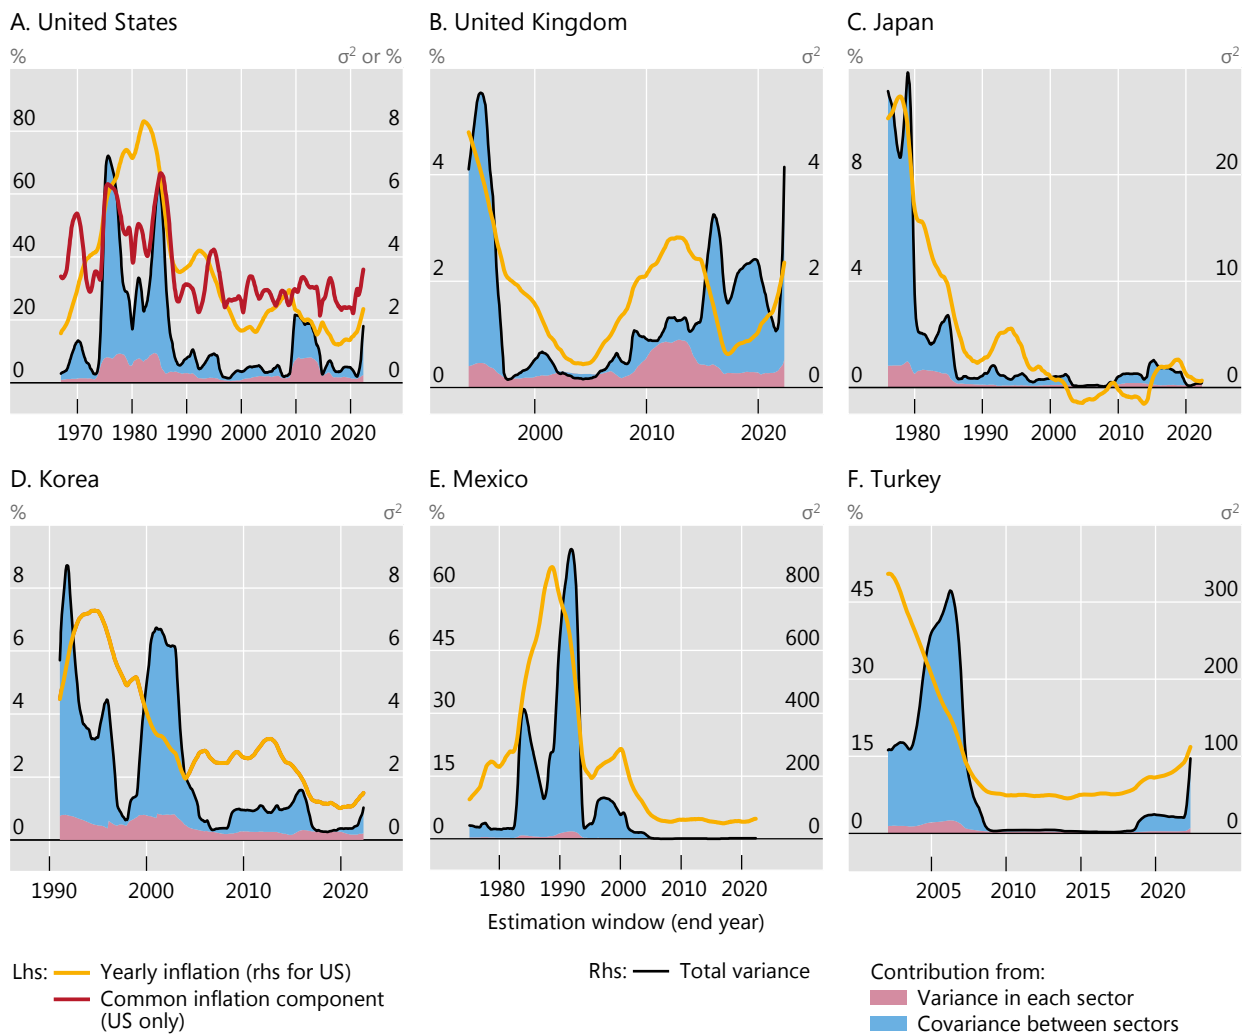 A. United States
B. United Kingdom
C. Japan
% σ² or %
% σ²
% σ²
80 8
60 6
40 4
20 2
0 0
1970 1980 1990 2000 2010 2020
4 4
2 2
0 0
2000 2010 2020
8 20
4 10
0 0
1980 1990 2000 2010 2020
D. Korea
E. Mexico
F. Turkey
% σ²
% σ²
% σ²
8 8
6 6
4 4
2 2
0 0
1990 2000 2010 2020
60 800
45 600
30 400
15 200
0 0
1980 1990 2000 2010 2020
45 300
30 200
15 100
0 0
2005 2010 2015 2020
Estimation window (end year)
Lhs: Yearly inflation (rhs for US)
Common inflation component
(US only)
Rhs: Total variance
Contribution from:
Variance in each sector
Covariance between sectors